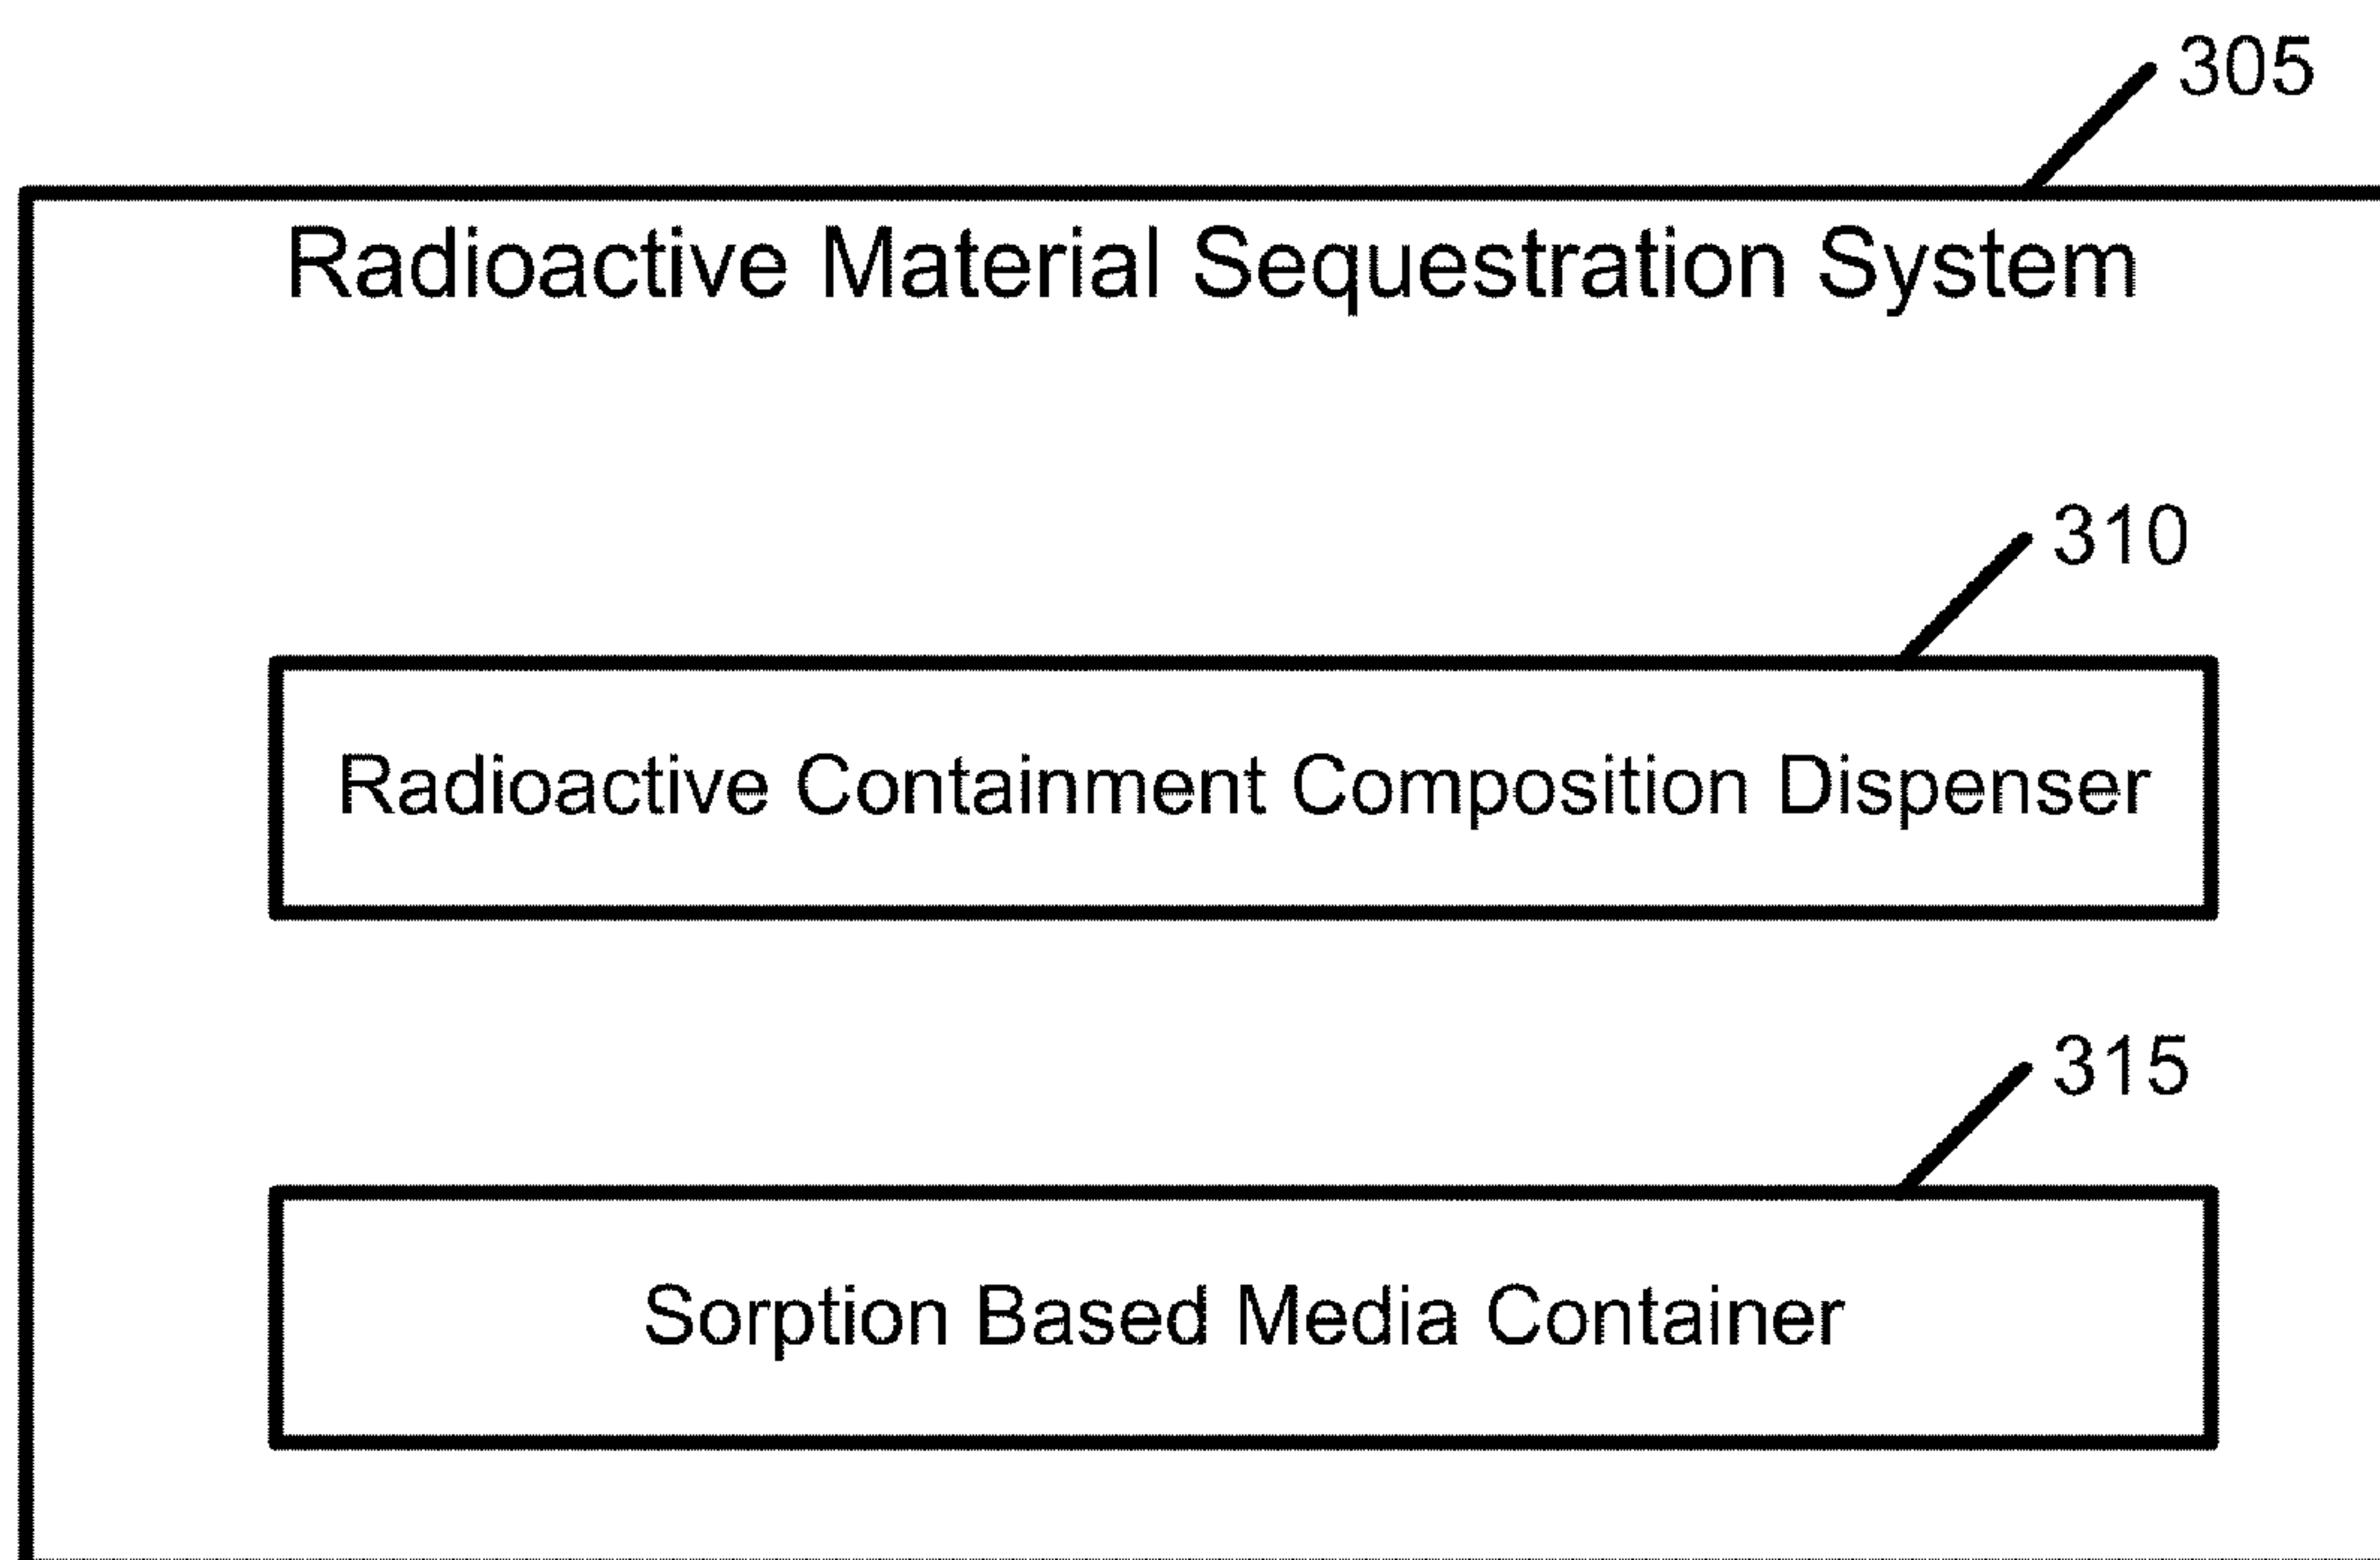 305
Radioactive Material Sequestration System
310
Radioactive Containment Composition Dispenser
315
Sorption Based Media Container